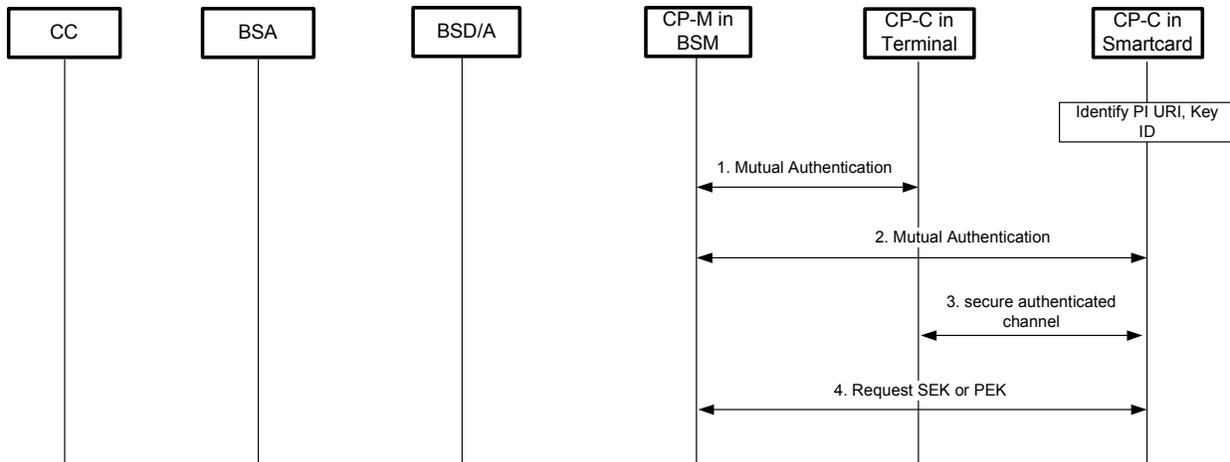 CC
BSA
BSD/A
CP-M in
BSM
CP-C in
Terminal
CP-C in
Smartcard
Identify PI URI, Key
ID
1. Mutual Authentication
2. Mutual Authentication
3. secure authenticated
channel
4. Request SEK or PEK